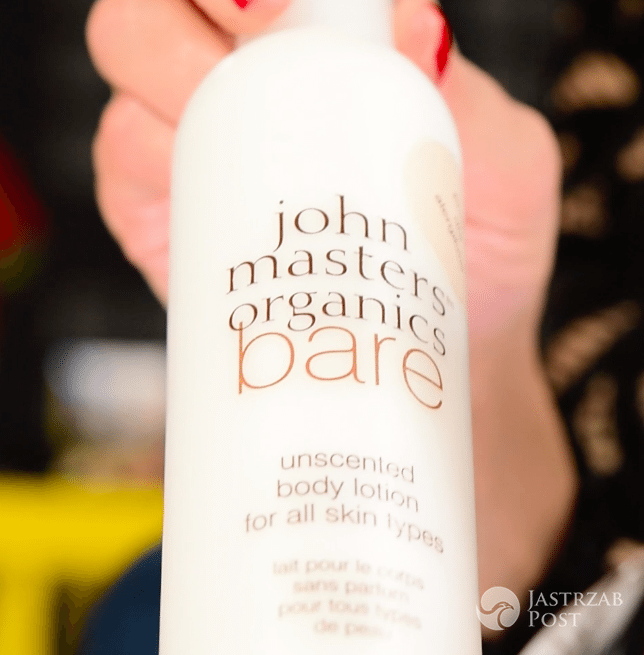 john
masters
organics
bare
unscented
body lotion
for all skin types
lait pour le corps
sans parfum
pour tous types
de peau
JASTRZAB
POST